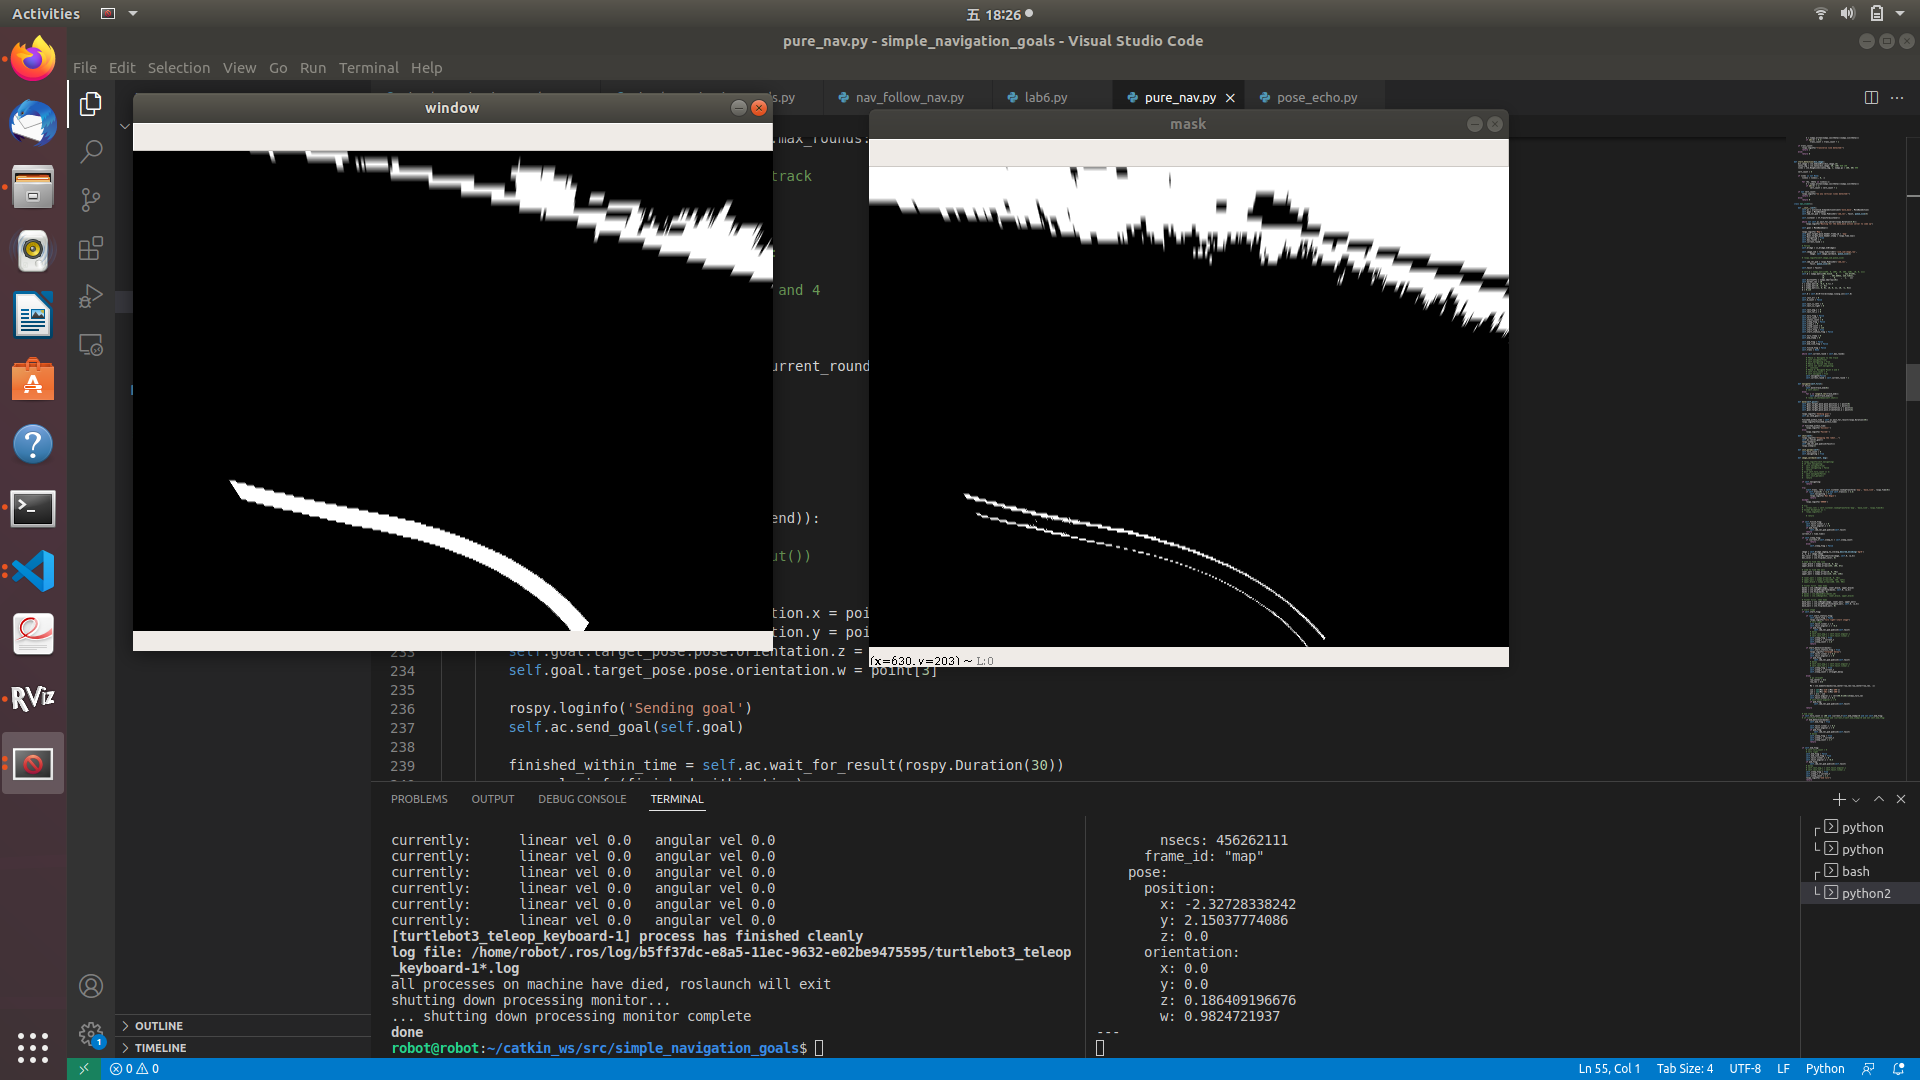 Activities
五 18:26
pure_nav.py - simple_navigation_goals - Visual Studio Code
File Edit Selection View Go Run Terminal Help
s.py nav_follow_nav.py lab6.py pure_nav.py pose_echo.py
window
mask
max_rounds:
track
and 4
urrent_round
end)):
ut())
tion.x = poi
tion.y = poi
233 self.goal.target_pose.pose.orientation.z =
234 self.goal.target_pose.pose.orientation.w = point[3]
(x=630, y=203) ~ L:0
235
236 rospy.loginfo('Sending goal')
237 self.ac.send_goal(self.goal)
238
239 finished_within_time = self.ac.wait_for_result(rospy.Duration(30))
RViz
PROBLEMS OUTPUT DEBUG CONSOLE TERMINAL
currently: linear vel 0.0 angular vel 0.0
currently: linear vel 0.0 angular vel 0.0
currently: linear vel 0.0 angular vel 0.0
currently: linear vel 0.0 angular vel 0.0
currently: linear vel 0.0 angular vel 0.0
currently: linear vel 0.0 angular vel 0.0
[turtlebot3_teleop_keyboard-1] process has finished cleanly
log file: /home/robot/.ros/log/b5ff37dc-e8a5-11ec-9632-e02be9475595/turtlebot3_teleop
_keyboard-1*.log
all processes on machine have died, roslaunch will exit
shutting down processing monitor...
... shutting down processing monitor complete
done
robot@robot:~/catkin_ws/src/simple_navigation_goals$
nsecs: 456262111
frame_id: "map"
pose:
position:
x: -2.32728338242
y: 2.15037774086
z: 0.0
orientation:
x: 0.0
y: 0.0
z: 0.186409196676
w: 0.9824721937
---
python
python
bash
python2
OUTLINE
TIMELINE
1
0 0
Ln 55, Col 1 Tab Size: 4 UTF-8 LF Python